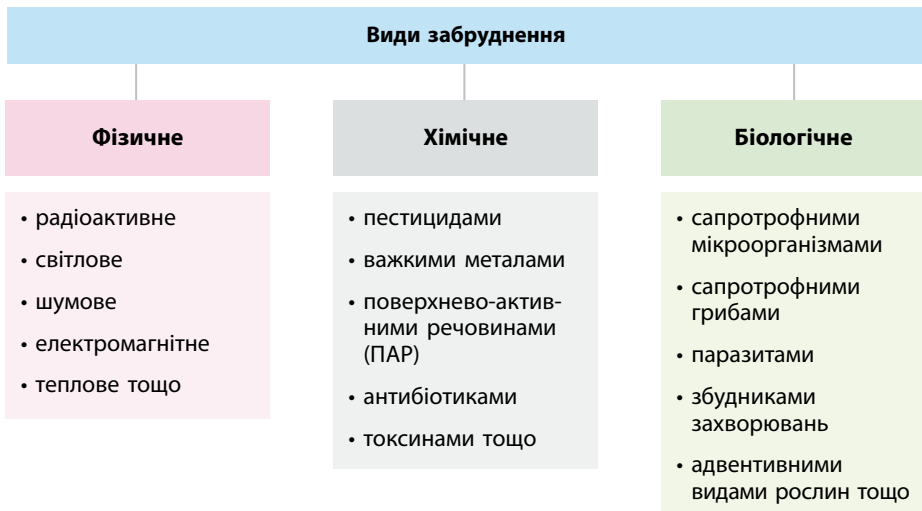 Види забруднення
Фізичне
• радіоактивне
• світлове
• шумове
• електромагнітне
• теплове тощо
Хімічне
• пестицидами
• важкими металами
• поверхнево-актив-
ними речовинами
(ПАР)
• антибіотиками
• токсинами тощо
Біологічне
• сапротрофними
мікроорганізмами
• сапротрофними
грибами
• паразитами
• збудниками
захворювань
• адвентивними
видами рослин тощо